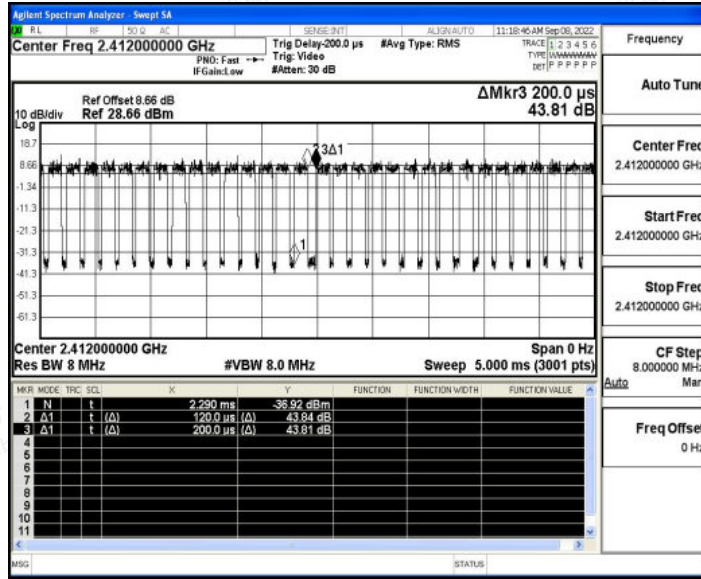 Agilent Spectrum Analyzer - Swept SA
RL RF 50 Ω AC SENSE:INT ALIGN AUTO 11:18:46 AM Sep 08, 2022
Center Freq 2.412000000 GHz
PNO: Fast
IFGain:Low
Trig Delay-200.0 µs
Trig: Video
#Atten: 30 dB
#Avg Type: RMS
TRACE 1 2 3 4 5 6
TYPE
DET P P P P P P
ΔMkr3 200.0 µs
43.81 dB
Ref Offset 8.66 dB
10 dB/div Ref 28.66 dBm
Log
18.7
8.66
-1.34
-11.3
-21.3
-31.3
-41.3
-51.3
-61.3
3Δ1
1
Center 2.412000000 GHz Span 0 Hz
Res BW 8 MHz #VBW 8.0 MHz Sweep 5.000 ms (3001 pts)
MKR MODE TRC SCL X Y FUNCTION FUNCTION WIDTH FUNCTION VALUE
1 N t 2.290 ms -36.92 dBm
2 Δ1 t (Δ) 120.0 µs (Δ) 43.84 dB
3 Δ1 t (Δ) 200.0 µs (Δ) 43.81 dB
4
5
6
7
8
9
10
11
MSG STATUS
Frequency
Auto Tune
Center Freq
2.412000000 GHz
Start Freq
2.412000000 GHz
Stop Freq
2.412000000 GHz
CF Step
8.000000 MHz
Auto Man
Freq Offset
0 Hz